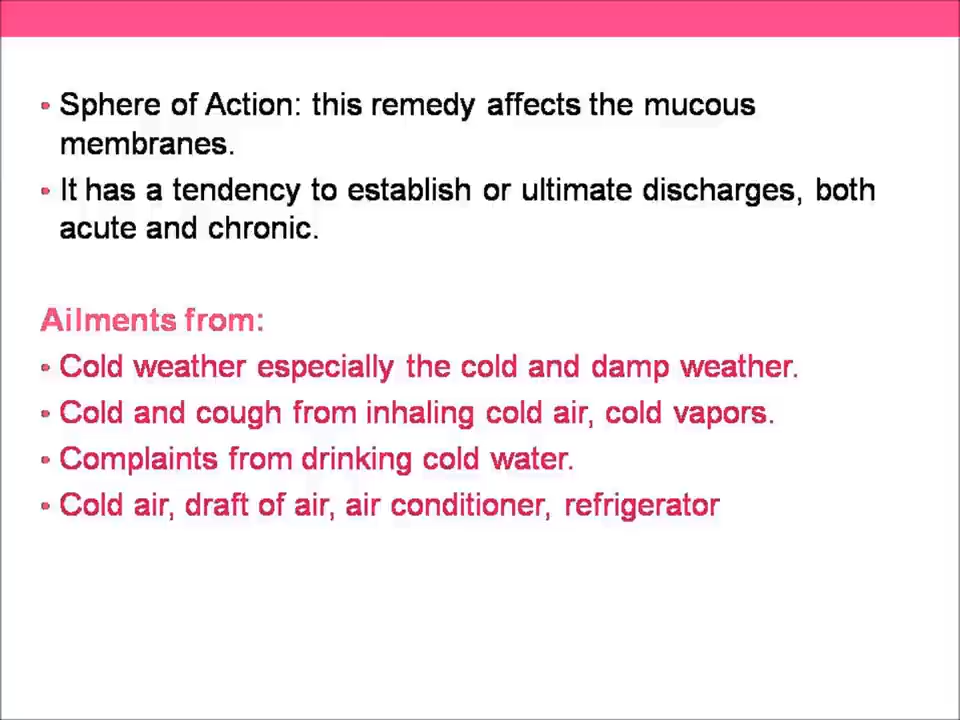 • Sphere of Action: this remedy affects the mucous
membranes.
• It has a tendency to establish or ultimate discharges, both
acute and chronic.
Ailments from:
• Cold weather especially the cold and damp weather.
• Cold and cough from inhaling cold air, cold vapors.
• Complaints from drinking cold water.
• Cold air, draft of air, air conditioner, refrigerator